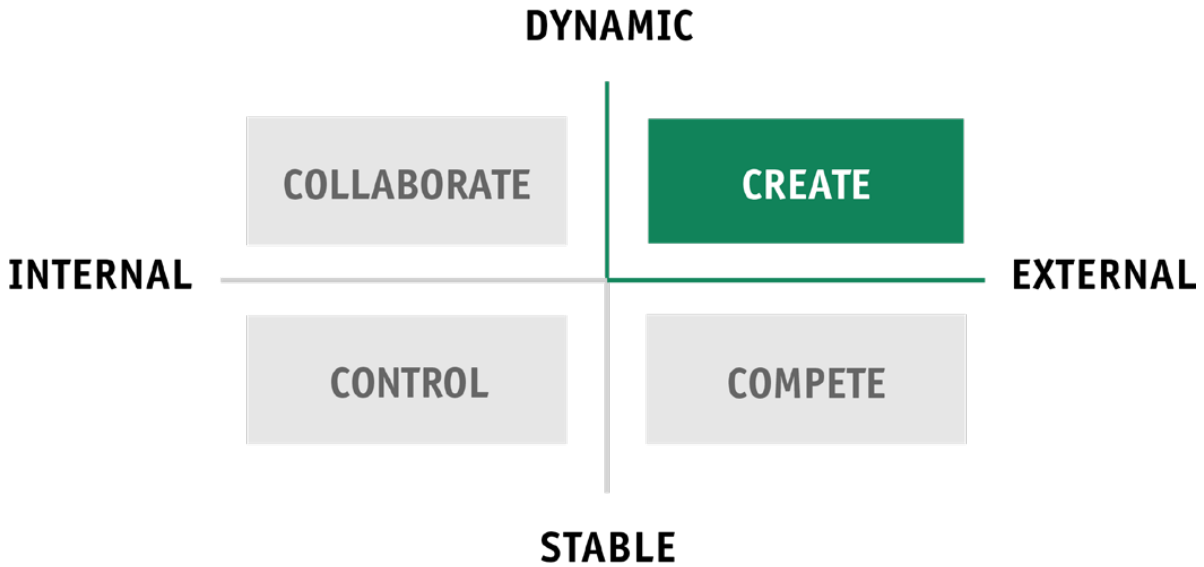 DYNAMIC
COLLABORATE
CREATE
INTERNAL
EXTERNAL
CONTROL
COMPETE
STABLE